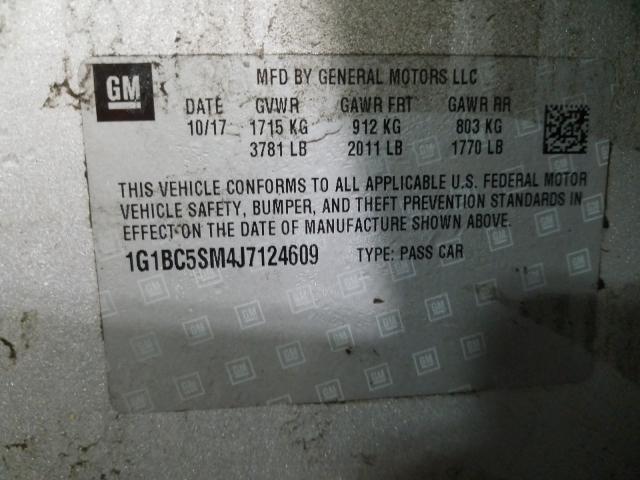 GM
MFD BY GENERAL MOTORS LLC
DATE GVWR GAWR FRT GAWR RR
10/17 1715 KG 912 KG 803 KG
3781 LB 2011 LB 1770 LB
THIS VEHICLE CONFORMS TO ALL APPLICABLE U.S. FEDERAL MOTOR
VEHICLE SAFETY, BUMPER, AND THEFT PREVENTION STANDARDS IN
EFFECT ON THE DATE OF MANUFACTURE SHOWN ABOVE.
1G1BC5SM4J7124609 TYPE: PASS CAR